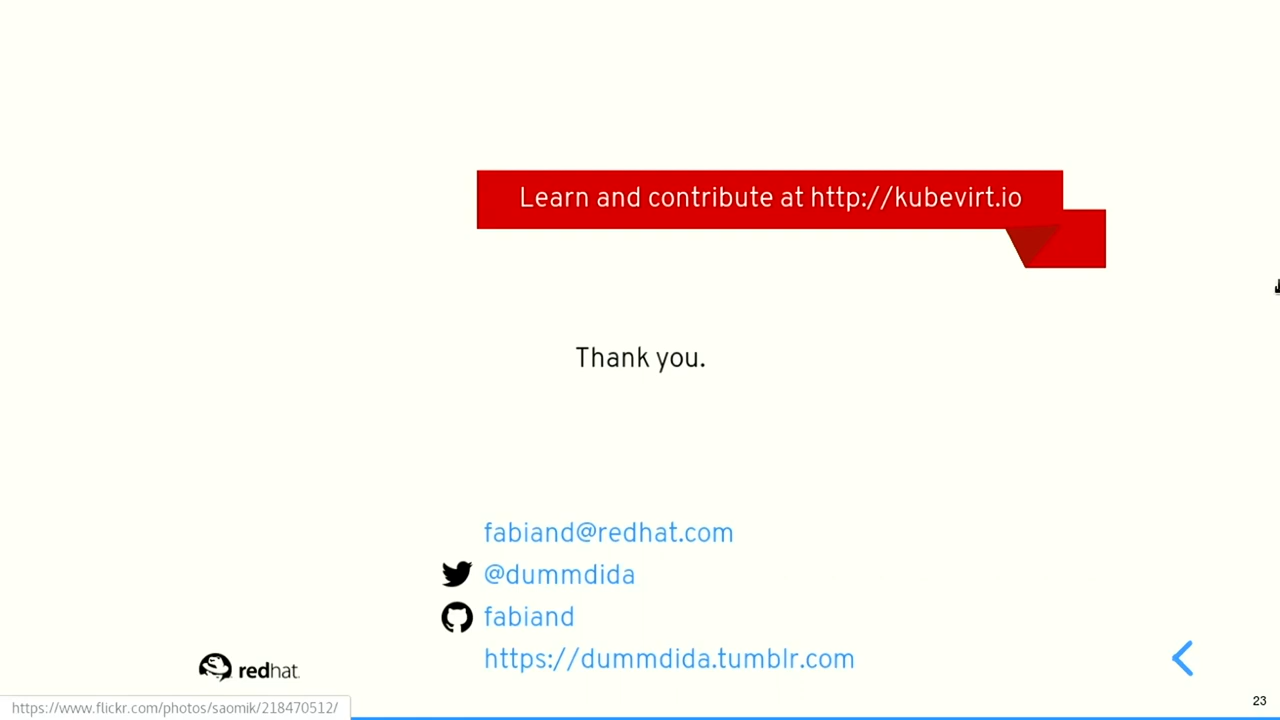 Learn and contribute at http://kubevirt.io
Thank you.
fabiand@redhat.com
@dummdida
fabiand
https://dummdida.tumblr.com
redhat.
https://www.flickr.com/photos/saomik/218470512/
23